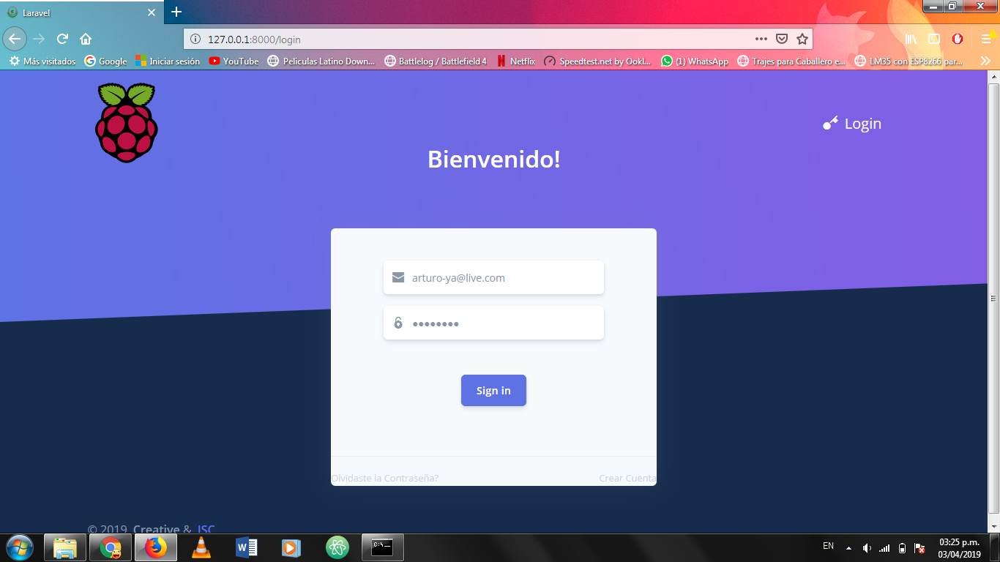 Laravel
127.0.0.1:8000/login
Más visitados Google Iniciar sesión YouTube Peliculas Latino Down... Battlelog / Battlefield 4 Netflix Speedtest.net by Ookl... (1) WhatsApp Trajes para Caballero e... LM35 con ESP8266 par...
Login
Bienvenido!
arturo-ya@live.com
Sign in
Olvidaste la Contraseña? Crear Cuenta
© 2019 Creative & JSC
C:\
EN 03:25 p.m.
03/04/2019